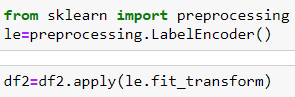 from sklearn import preprocessing
le=preprocessing.LabelEncoder()
df2=df2.apply(le.fit_transform)